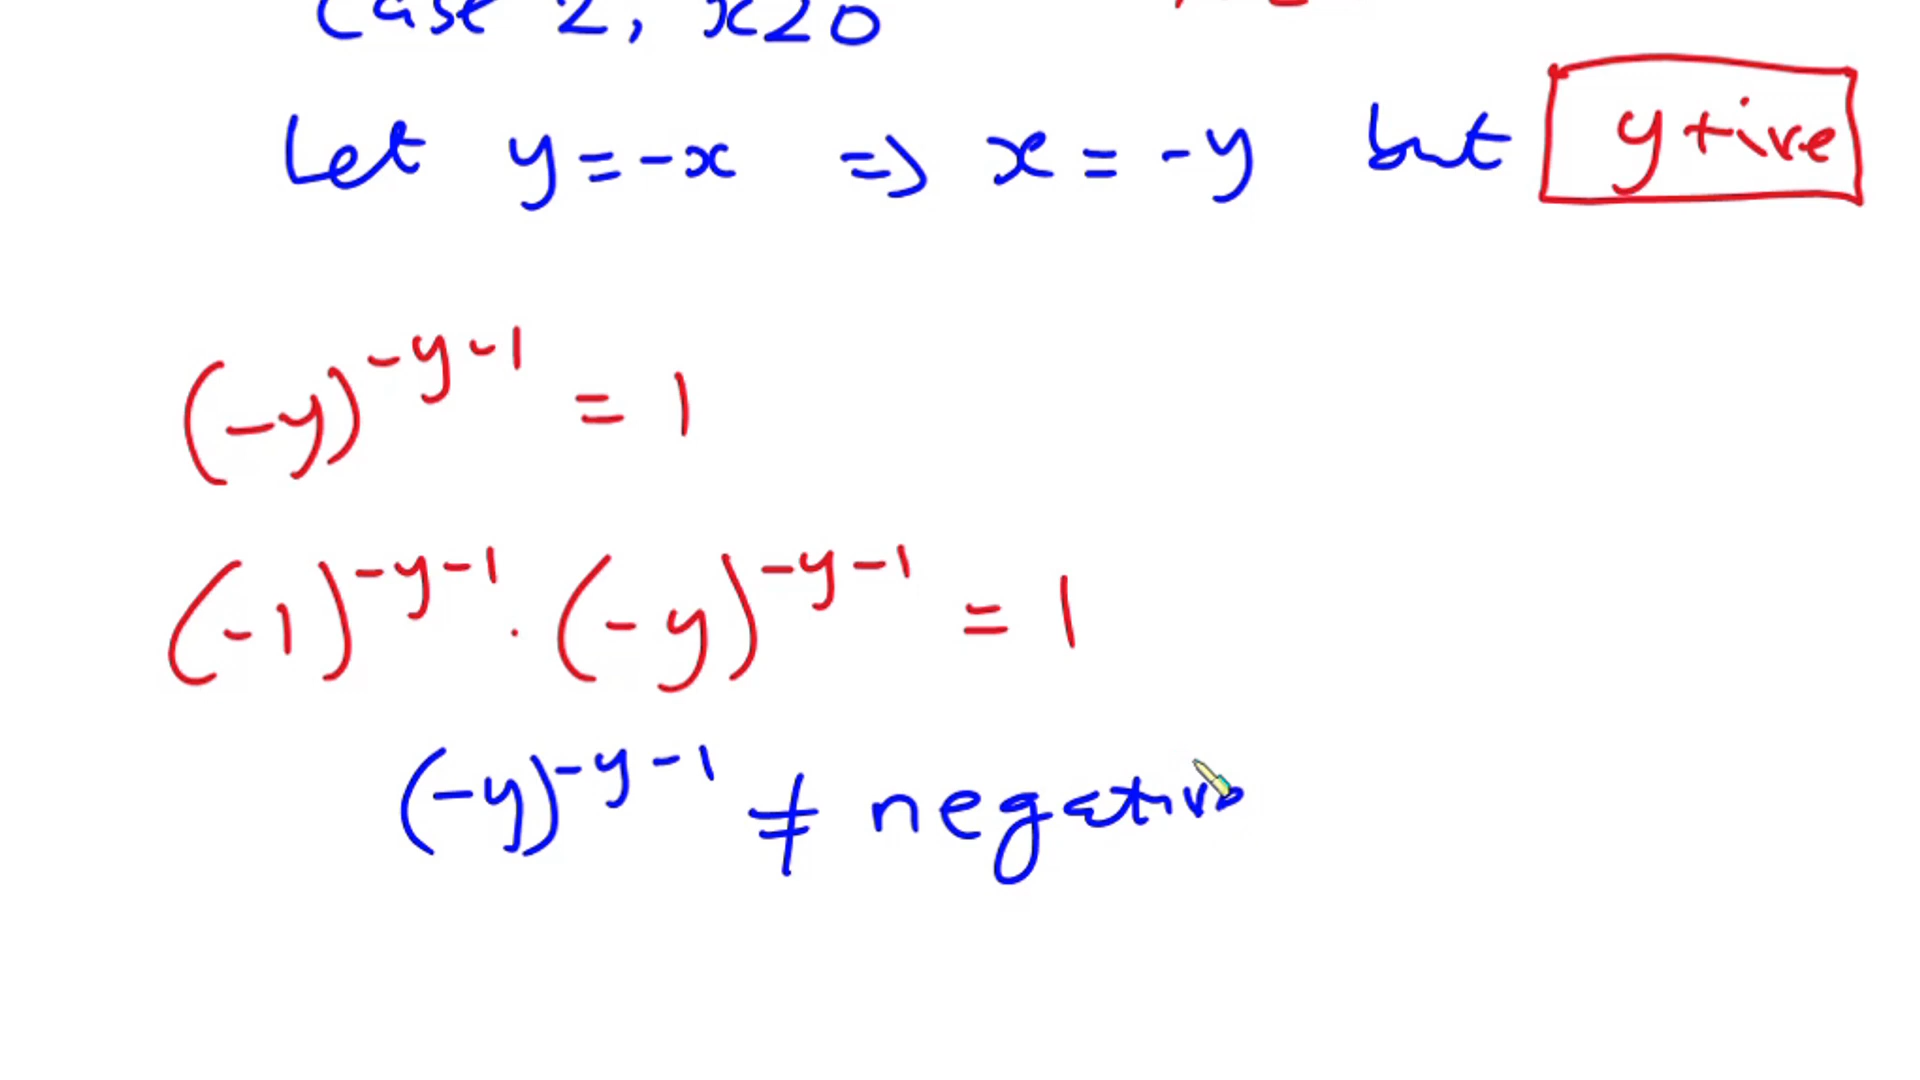 Case 2, x<0
Let y = -x ⇒ x = -y but y +ive
(-y)^{-y-1} = 1
(-1)^{-y-1} · (-y)^{-y-1} = 1
(-y)^{-y-1} ≠ negative